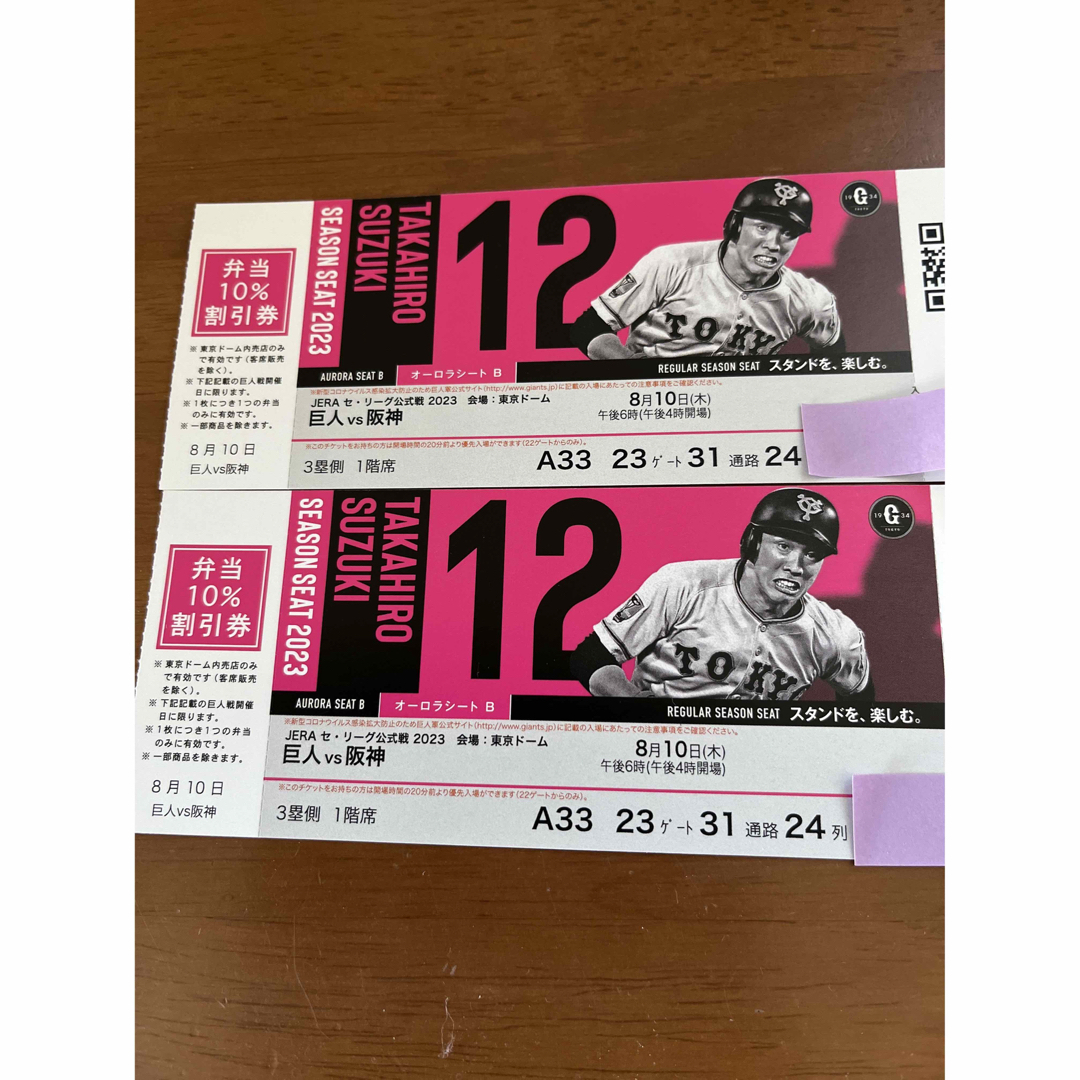 弁当
10%
割引券
※ 東京ドーム内売店のみ
で有効です（客席販売
を除く）。
※ 下記記載の巨人戦開催
日に限ります。
※ 1枚につき1つの弁当
のみに有効です。
※ 一部商品を除きます。
8月10日
巨人vs阪神
SEASON SEAT 2023
TAKAHIRO
SUZUKI
12
19 G 34
TOKYO
TOKY
AURORA SEAT B
オーロラシート B
REGULAR SEASON SEAT スタンドを、楽しむ。
※新型コロナウイルス感染拡大防止のため巨人軍公式サイト(http://www.giants.jp)に記載の入場にあたっての注意事項をご確認ください。
JERA セ・リーグ公式戦 2023 会場：東京ドーム
巨人 vs 阪神
8月10日(木)
午後6時(午後4時開場)
※このチケットをお持ちの方は開場時間の20分前より優先入場ができます(22ゲートからのみ)。
3塁側 1階席
A33 23 ゲート 31 通路 24
入
弁当
10%
割引券
※ 東京ドーム内売店のみ
で有効です（客席販売
を除く）。
※ 下記記載の巨人戦開催
日に限ります。
※ 1枚につき1つの弁当
のみに有効です。
※ 一部商品を除きます。
8月10日
巨人vs阪神
SEASON SEAT 2023
TAKAHIRO
SUZUKI
12
19 G 34
TOKYO
TOKY
AURORA SEAT B
オーロラシート B
REGULAR SEASON SEAT スタンドを、楽しむ。
※新型コロナウイルス感染拡大防止のため巨人軍公式サイト(http://www.giants.jp)に記載の入場にあたっての注意事項をご確認ください。
JERA セ・リーグ公式戦 2023 会場：東京ドーム
巨人 vs 阪神
8月10日(木)
午後6時(午後4時開場)
※このチケットをお持ちの方は開場時間の20分前より優先入場ができます(22ゲートからのみ)。
3塁側 1階席
A33 23 ゲート 31 通路 24 列